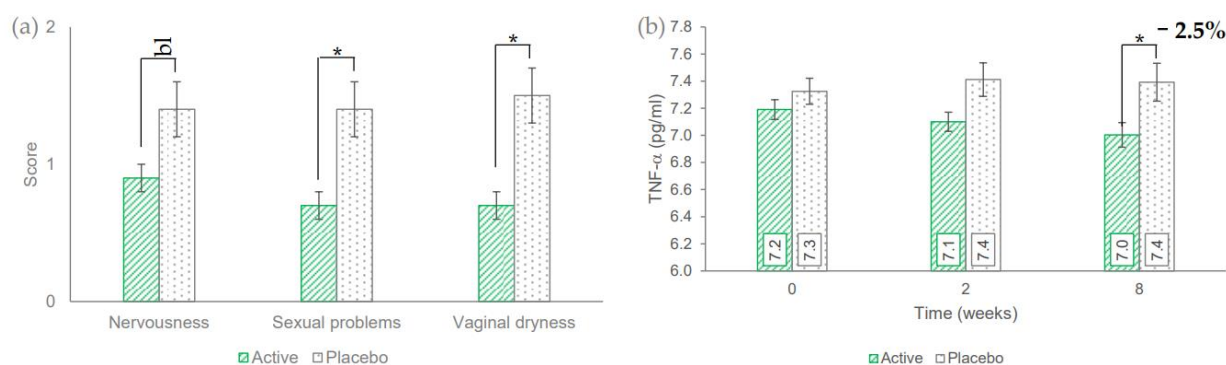 (a)
2
1
0
Score
bl
*
*
Nervousness
Sexual problems
Vaginal dryness
Active
Placebo
(b)
7.8
7.6
7.4
7.2
7.0
6.8
6.6
6.4
6.2
6.0
TNF-α (pg/ml)
* − 2.5%
7.2
7.3
7.1
7.4
7.0
7.4
0
2
8
Time (weeks)
Active
Placebo